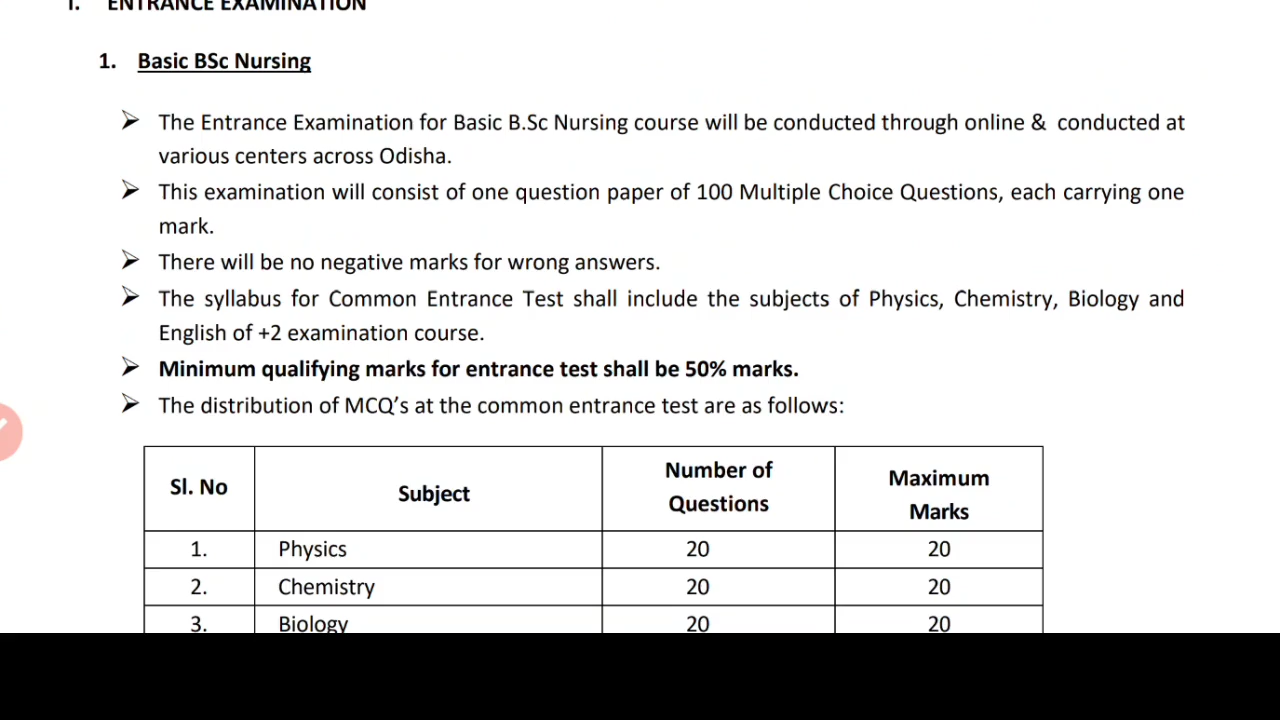 I. ENTRANCE EXAMINATION
1. Basic BSc Nursing
➢ The Entrance Examination for Basic B.Sc Nursing course will be conducted through online & conducted at
various centers across Odisha.
➢ This examination will consist of one question paper of 100 Multiple Choice Questions, each carrying one
mark.
➢ There will be no negative marks for wrong answers.
➢ The syllabus for Common Entrance Test shall include the subjects of Physics, Chemistry, Biology and
English of +2 examination course.
➢ Minimum qualifying marks for entrance test shall be 50% marks.
➢ The distribution of MCQ's at the common entrance test are as follows:
Sl. No Subject Number of Questions Maximum Marks
1. Physics 20 20
2. Chemistry 20 20
3. Biology 20 20